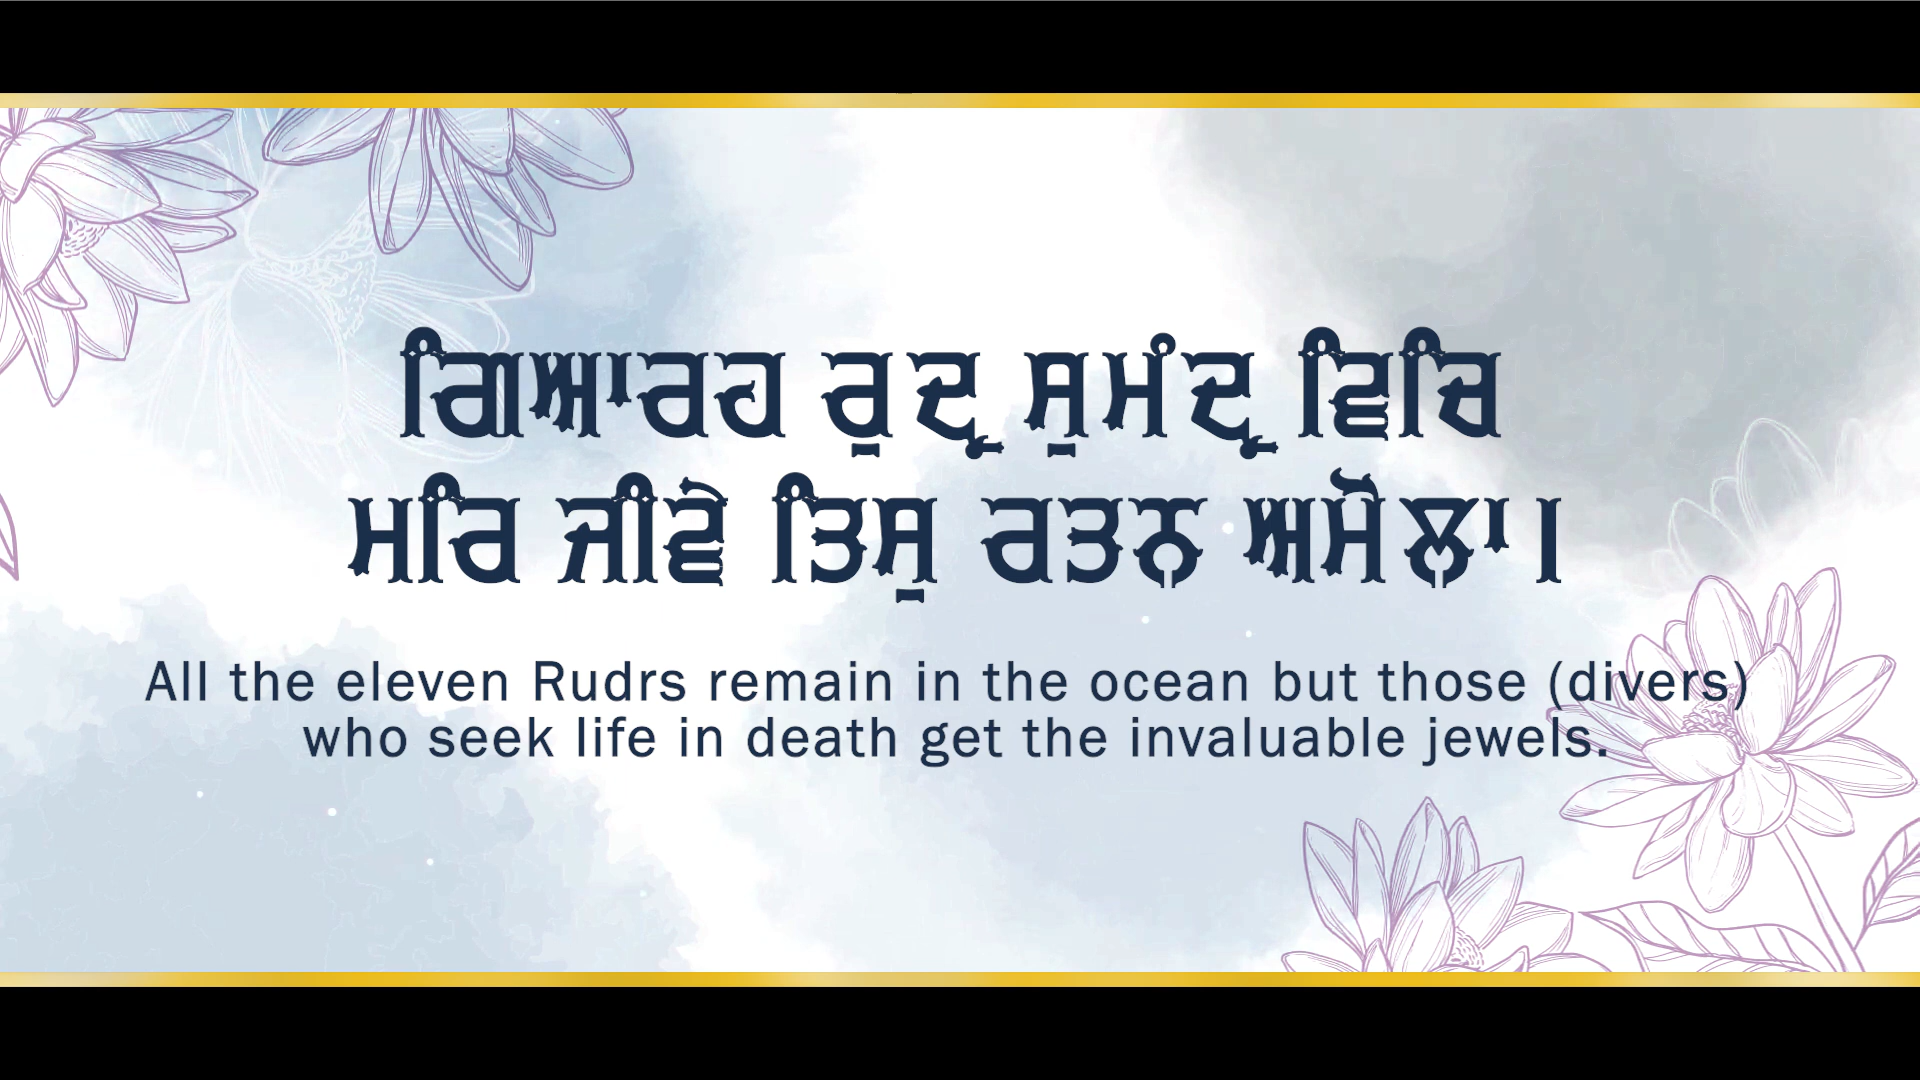 ਗਿਆਰਹ ਰੁਦ੍ਰ ਸੁਮੰਦ੍ਰ ਵਿਚਿ
ਮਰਿ ਜੀਵੇ ਤਿਸੁ ਰਤਨ ਅਮੋਲਾ।
All the eleven Rudrs remain in the ocean but those (divers)
who seek life in death get the invaluable jewels.